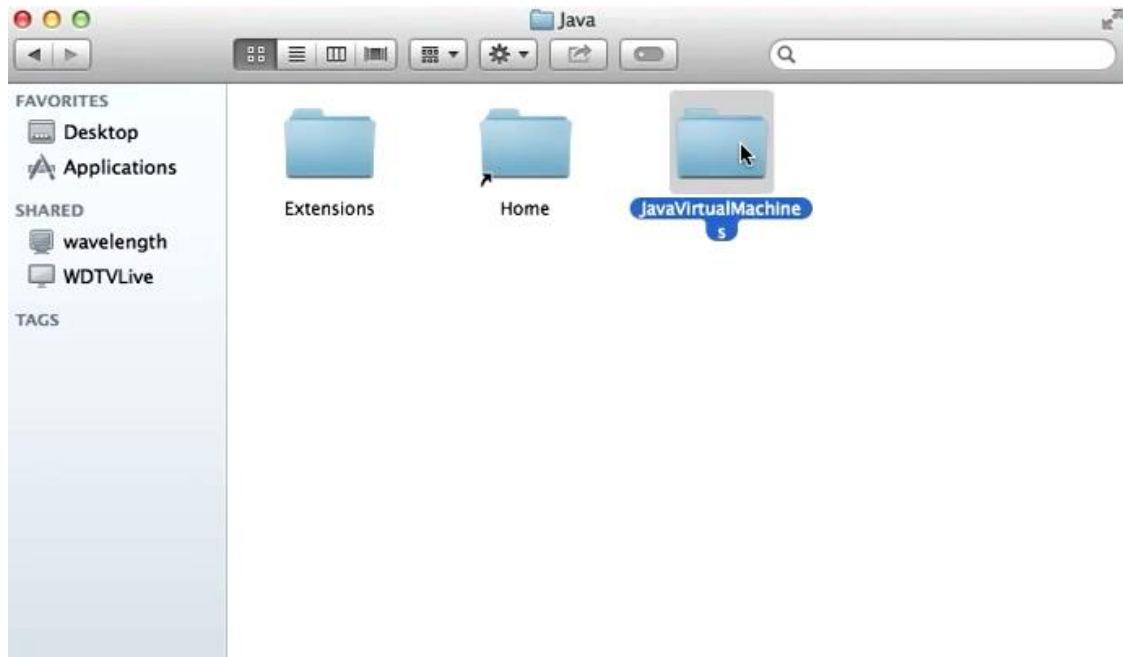 Java
FAVORITES
Desktop
Applications
SHARED
wavelength
WDTVLive
TAGS
Extensions
Home
JavaVirtualMachine
s